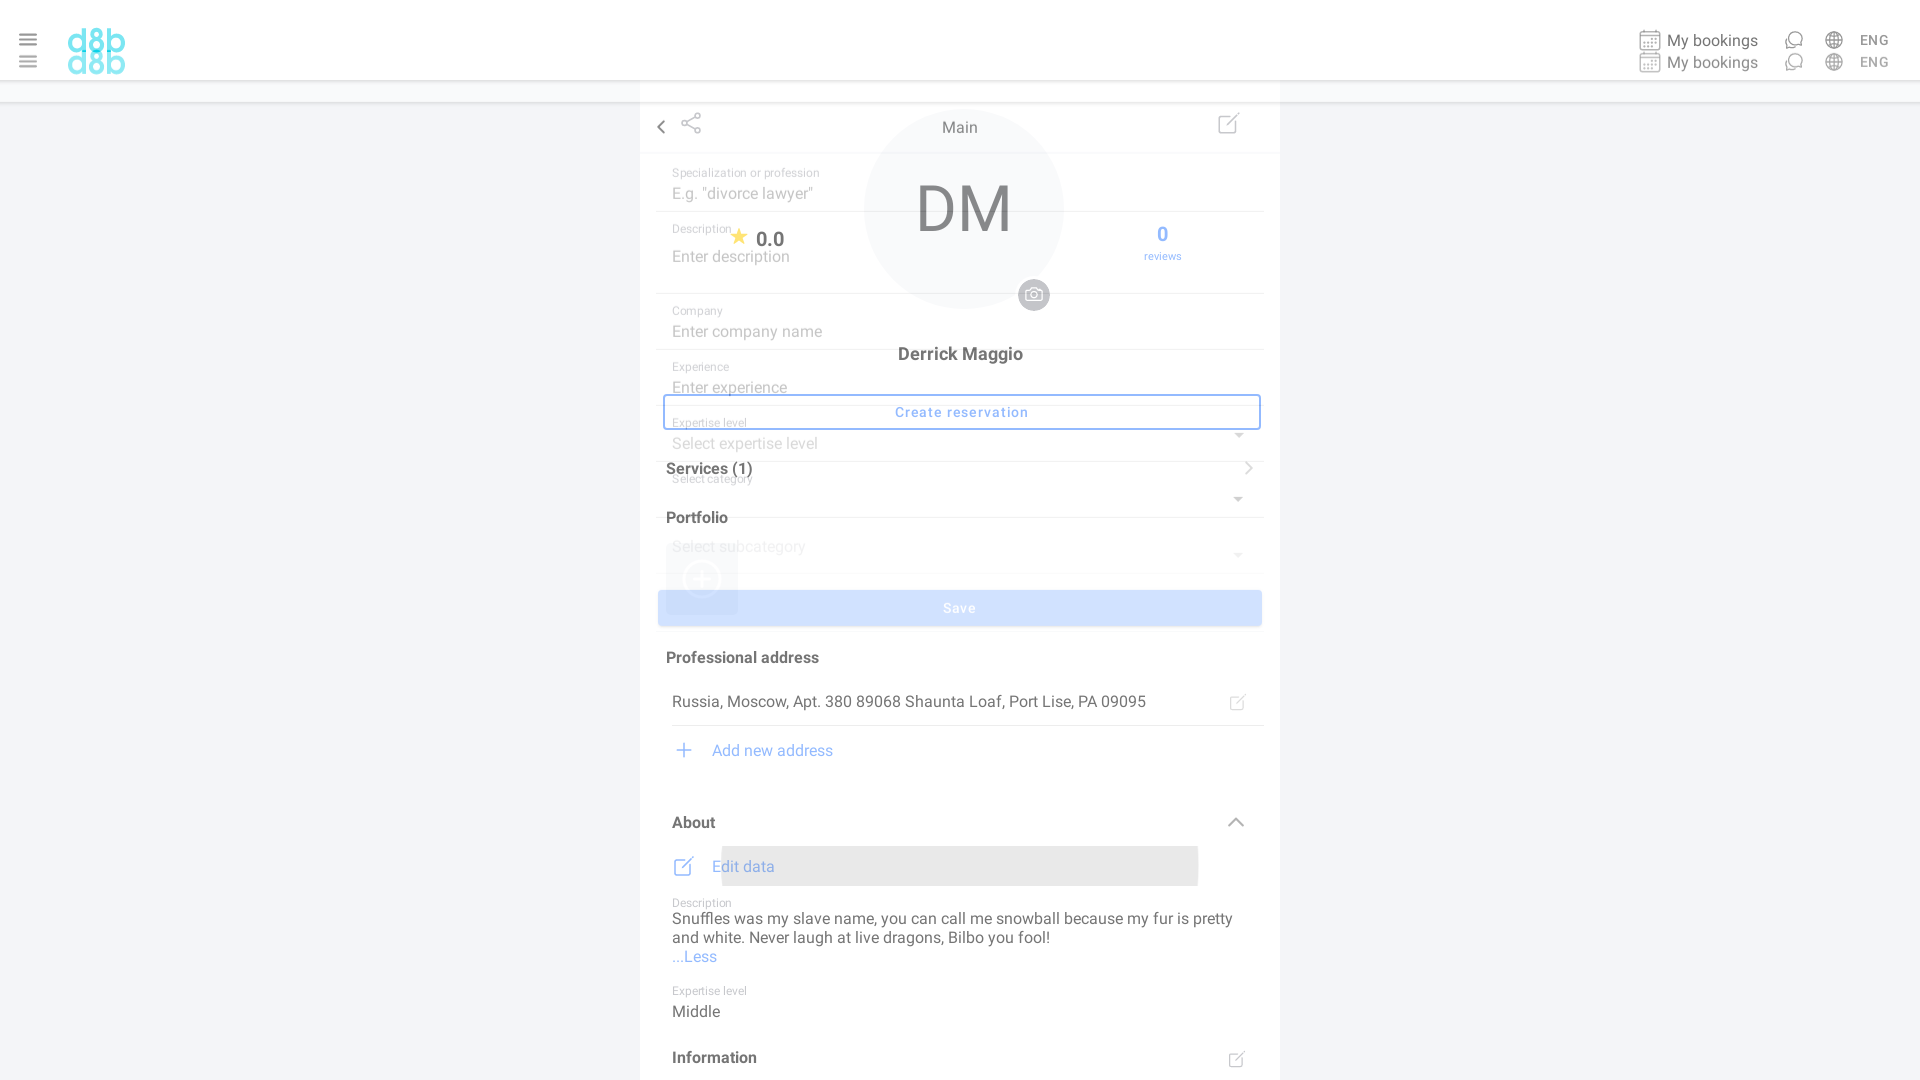 d8b
My bookings
ENG
d8b
My bookings
ENG
Main
Specialization or profession
E.g. "divorce lawyer"
DM
Description
0.0
0
Enter description
reviews
Company
Enter company name
Derrick Maggio
Experience
Enter experience
Create reservation
Expertise level
Select expertise level
Services (1)
Select category
Portfolio
Select subcategory
Save
Professional address
Russia, Moscow, Apt. 380 89068 Shaunta Loaf, Port Lise, PA 09095
Add new address
About
Edit data
Description
Snuffles was my slave name, you can call me snowball because my fur is pretty
and white. Never laugh at live dragons, Bilbo you fool!
...Less
Expertise level
Middle
Information